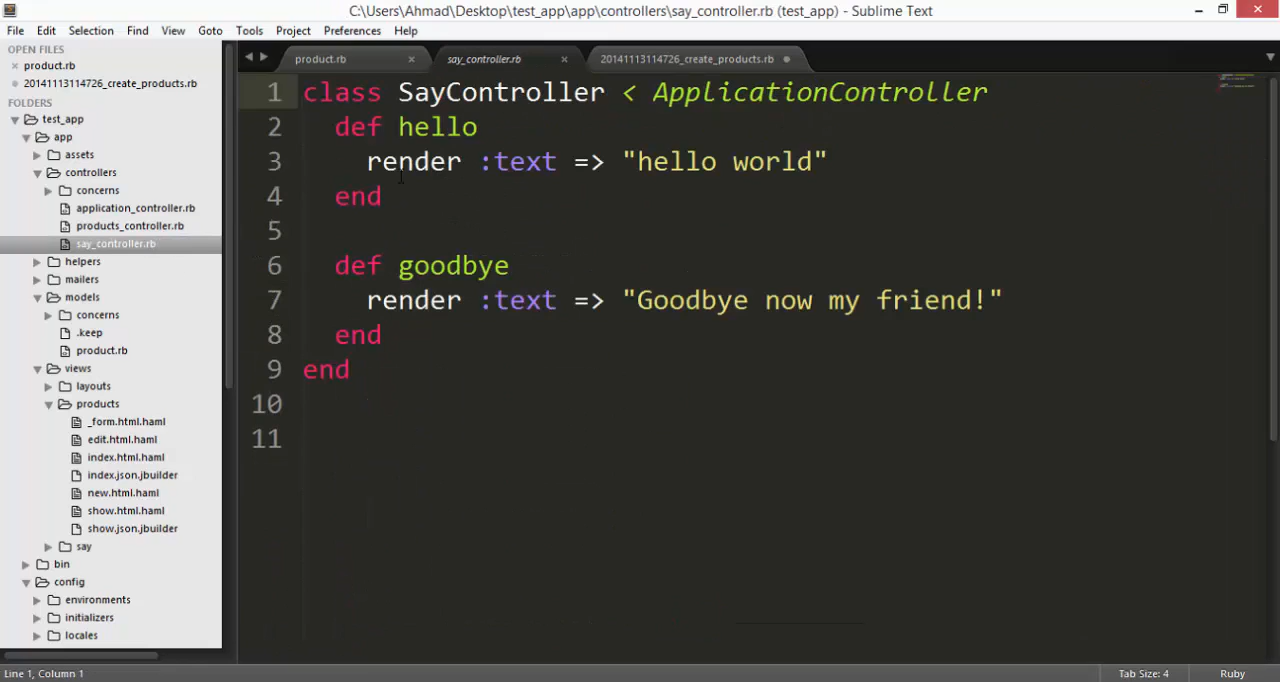 C:\Users\Ahmad\Desktop\test_app\app\controllers\say_controller.rb (test_app) - Sublime Text
File Edit Selection Find View Goto Tools Project Preferences Help
OPEN FILES
product.rb
20141113114726_create_products.rb
FOLDERS
test_app
app
assets
controllers
concerns
application_controller.rb
products_controller.rb
say_controller.rb
helpers
mailers
models
concerns
.keep
product.rb
views
layouts
products
_form.html.haml
edit.html.haml
index.html.haml
index.json.jbuilder
new.html.haml
show.html.haml
show.json.jbuilder
say
bin
config
environments
initializers
locales
product.rb say_controller.rb 20141113114726_create_products.rb
1 class SayController < ApplicationController
2 def hello
3 render :text => "hello world"
4 end
5
6 def goodbye
7 render :text => "Goodbye now my friend!"
8 end
9 end
10
11
Line 1, Column 1 Tab Size: 4 Ruby